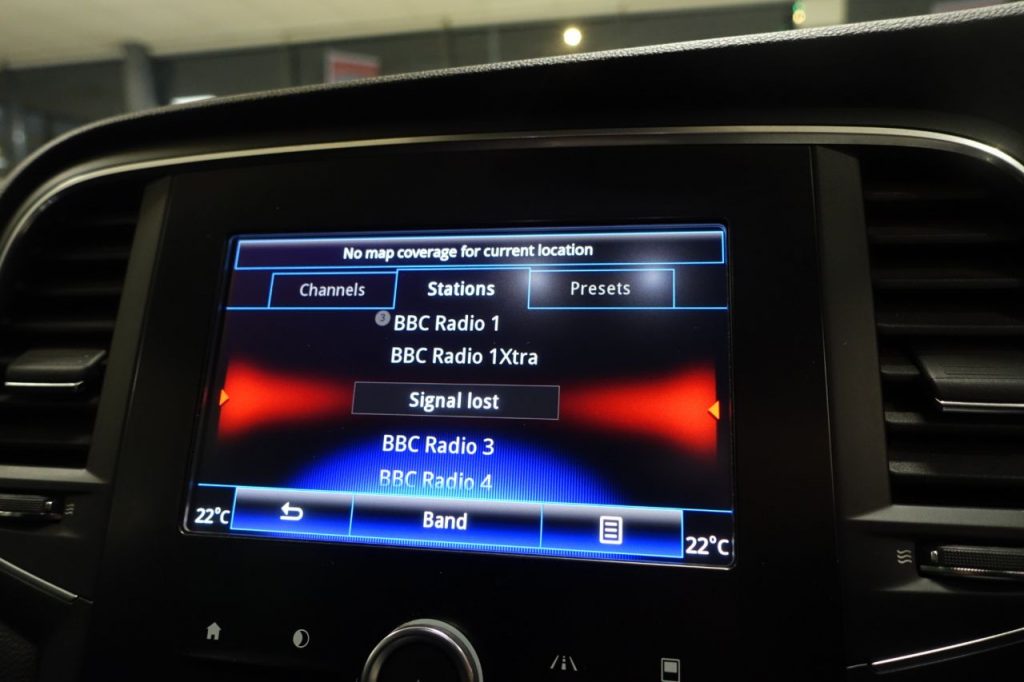 No map coverage for current location
Channels Stations Presets
3 BBC Radio 1
BBC Radio 1Xtra
Signal lost
BBC Radio 3
BBC Radio 4
22°C Band 22°C